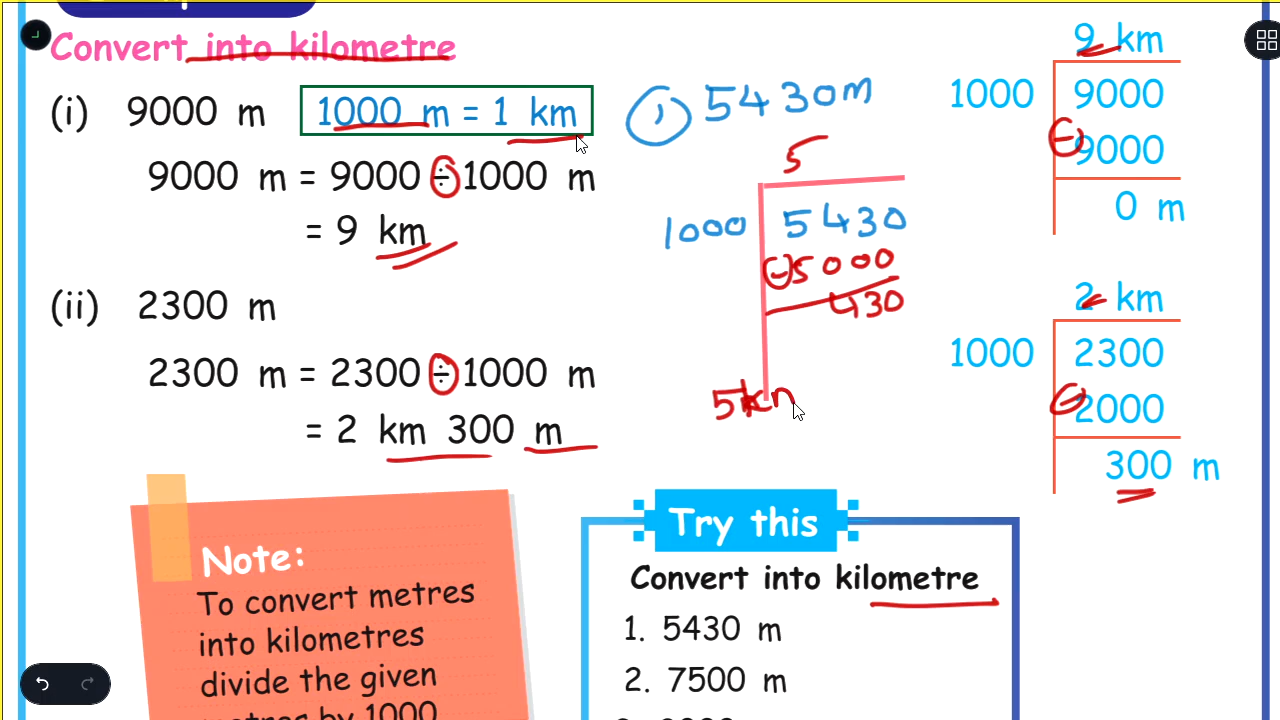 Convert into kilometre
(i) 9000 m
1000 m = 1 km
9000 m = 9000 ÷ 1000 m
= 9 km
(ii) 2300 m
2300 m = 2300 ÷ 1000 m
= 2 km 300 m
1) 5430m
5
1000 5430
-5000
430
5km
9 km
1000 9000
- 9000
0 m
2 km
1000 2300
- 2000
300 m
Note:
To convert metres
into kilometres
divide the given
metres by 1000
Try this
Convert into kilometre
1. 5430 m
2. 7500 m